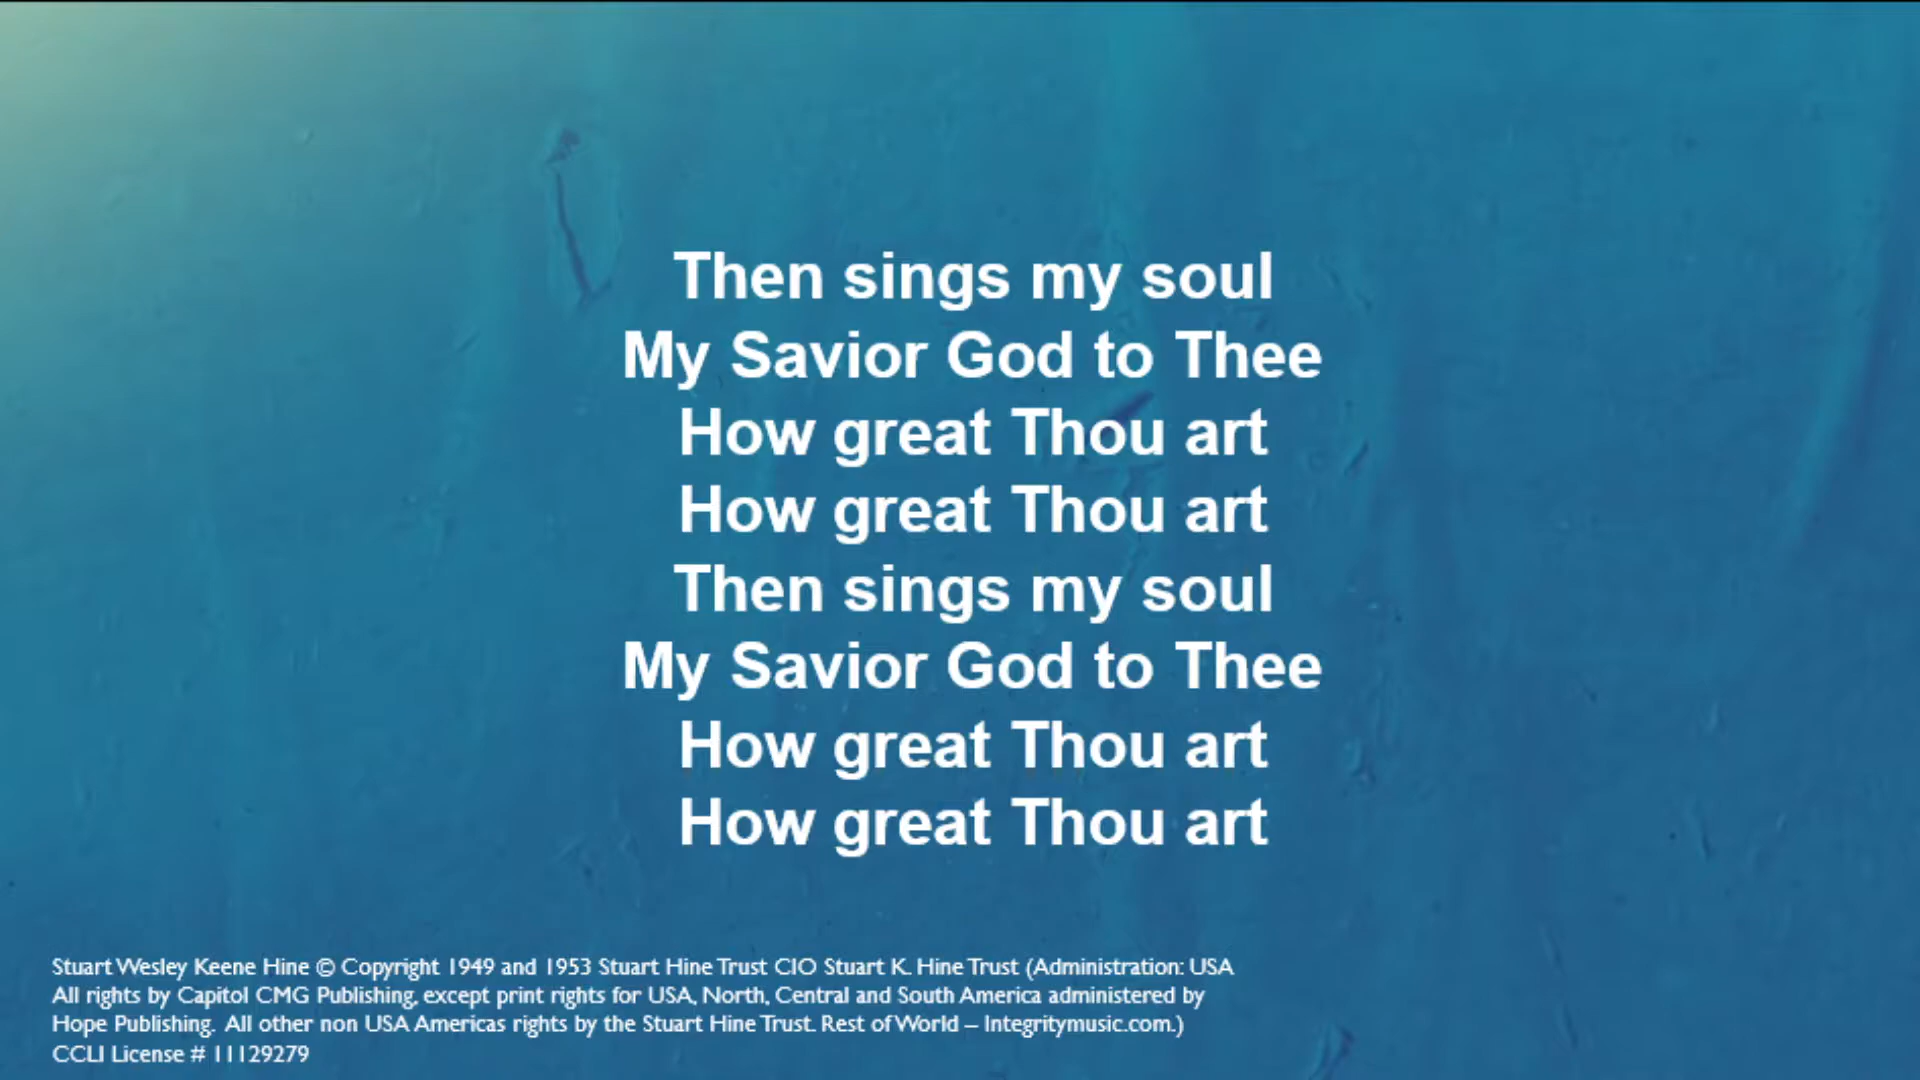 Then sings my soul
My Savior God to Thee
How great Thou art
How great Thou art
Then sings my soul
My Savior God to Thee
How great Thou art
How great Thou art
Stuart Wesley Keene Hine © Copyright 1949 and 1953 Stuart Hine Trust CIO Stuart K. Hine Trust (Administration: USA
All rights by Capitol CMG Publishing, except print rights for USA, North, Central and South America administered by
Hope Publishing. All other non USA Americas rights by the Stuart Hine Trust. Rest of World – Integritymusic.com.)
CCLI License # 11129279